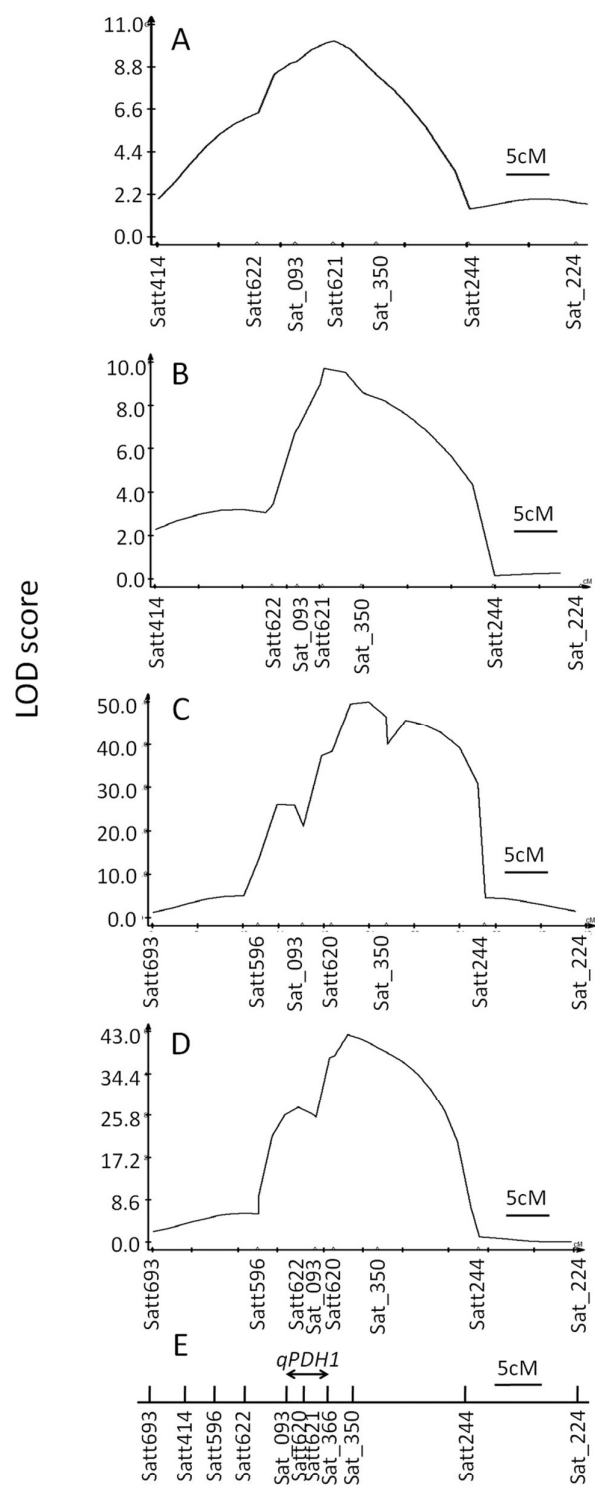 LOD score
A
11.0
8.8
6.6
4.4
2.2
0.0
5cM
Satt414
Satt622
Sat_093
Satt621
Sat_350
Satt244
Sat_224
B
10.0
8.0
6.0
4.0
2.0
0.0
5cM
cM
Satt414
Satt622
Sat_093
Satt621
Sat_350
Satt244
Sat_224
C
50.0
40.0
30.0
20.0
10.0
0.0
5cM
cM
Satt693
Satt596
Sat_093
Satt620
Sat_350
Satt244
Sat_224
D
43.0
34.4
25.8
17.2
8.6
0.0
5cM
cM
Satt693
Satt596
Satt622
Sat_093
Satt620
Sat_350
Satt244
Sat_224
E
qPDH1
5cM
Satt693
Satt414
Satt596
Satt622
Sat_093
Satt620
Satt621
Sat_366
Sat_350
Satt244
Sat_224